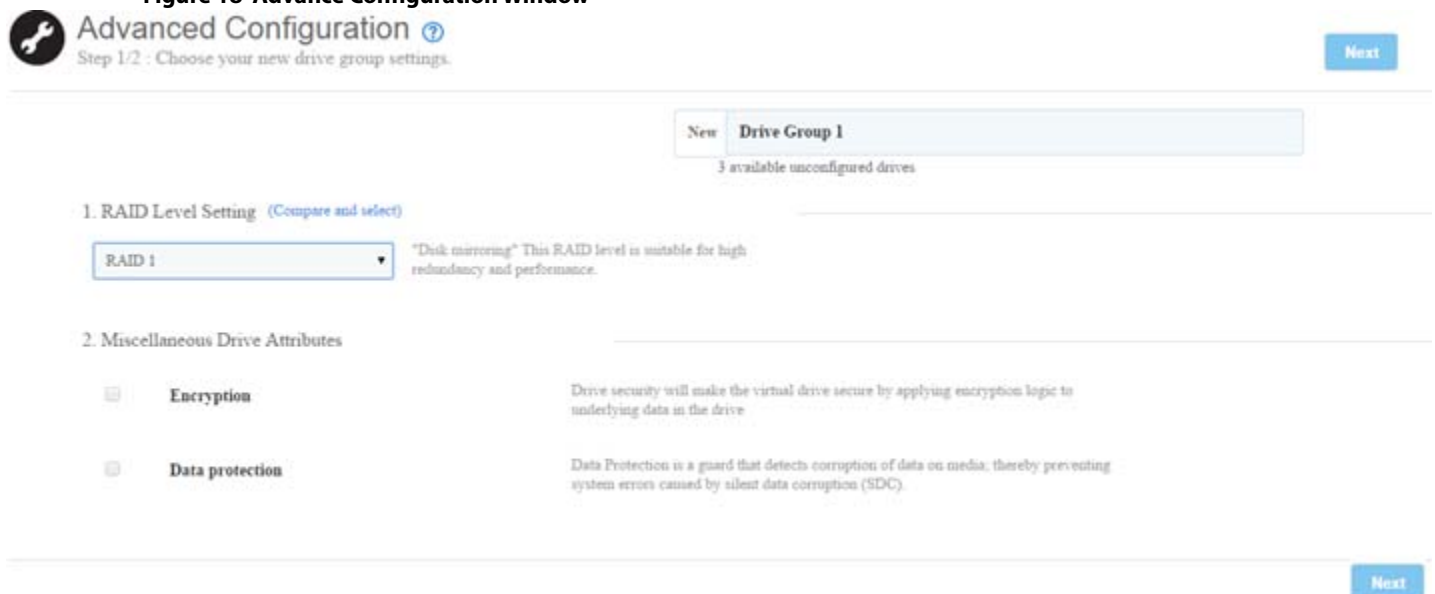 Figure 18 Advance Configuration Window
Advanced Configuration ?
Step 1/2 : Choose your new drive group settings.
Next
New Drive Group 1
3 available unconfigured drives
1. RAID Level Setting (Compare and select)
RAID 1
"Disk mirroring" This RAID level is suitable for high
redundancy and performance.
2. Miscellaneous Drive Attributes
Encryption
Drive security will make the virtual drive secure by applying encryption logic to
underlying data in the drive
Data protection
Data Protection is a guard that detects corruption of data on media; thereby preventing
system errors caused by silent data corruption (SDC).
Next